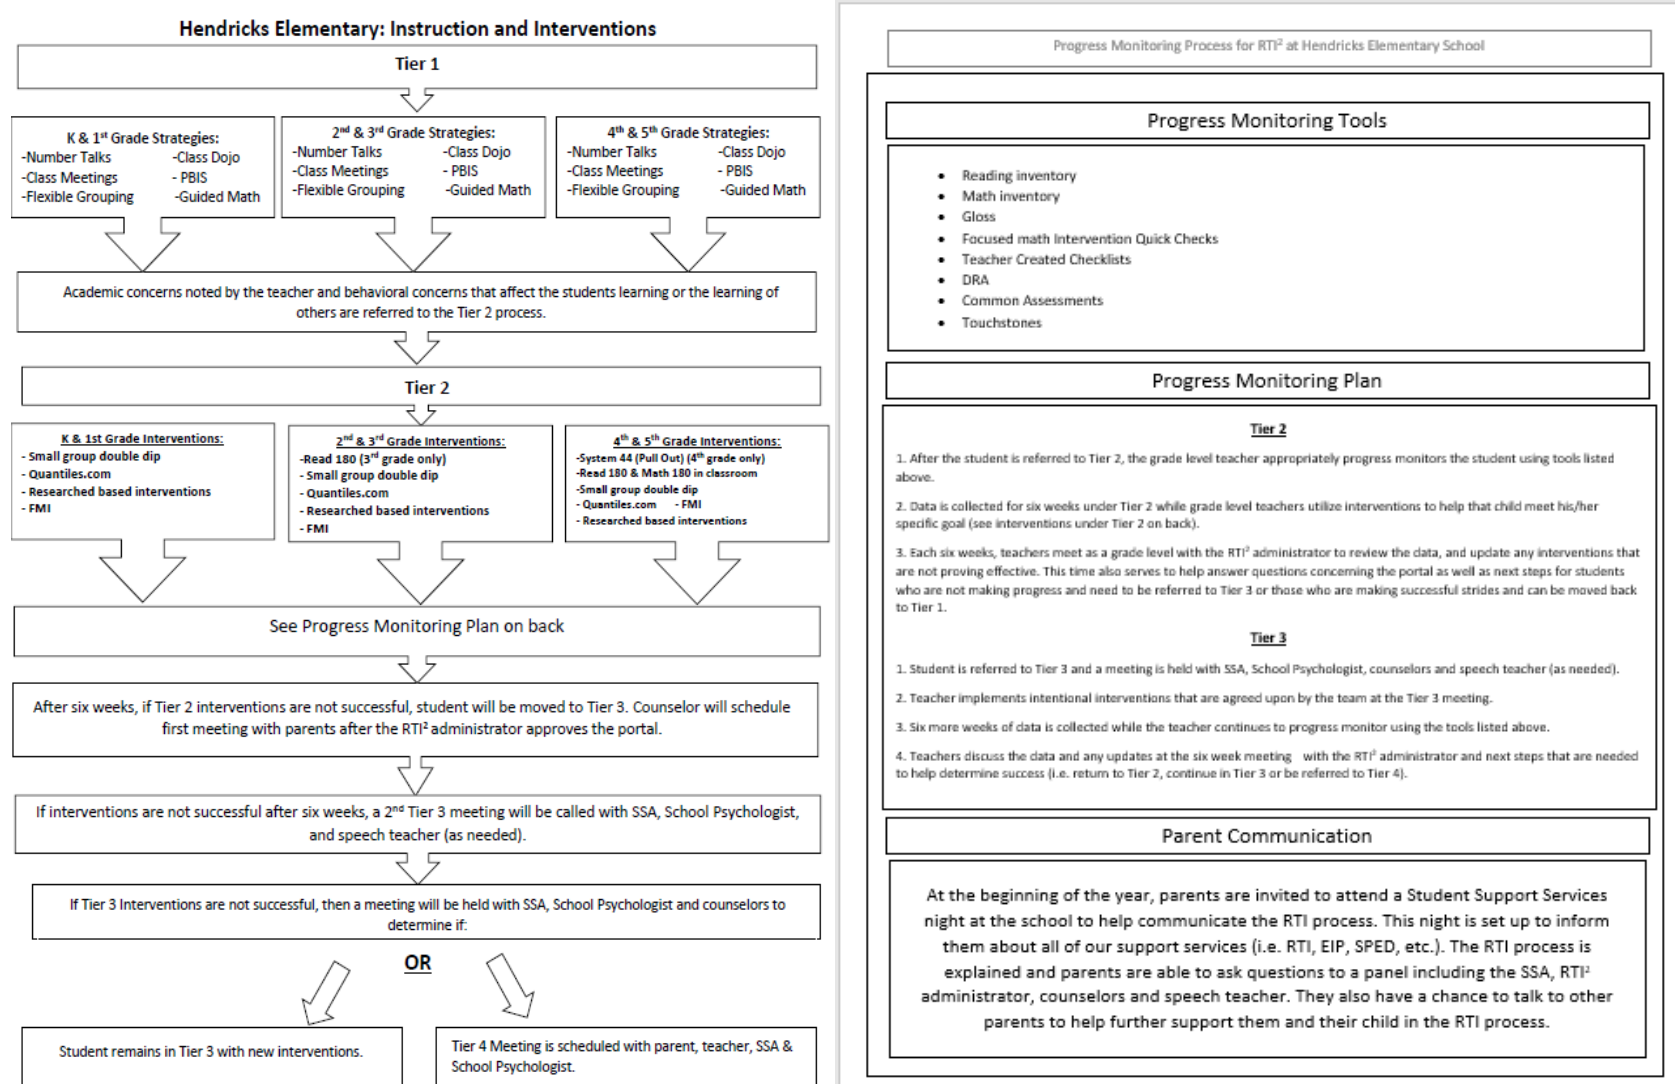 Hendricks Elementary: Instruction and Interventions
Tier 1
K & 1st Grade Strategies:
-Number Talks -Class Dojo
-Class Meetings - PBIS
-Flexible Grouping -Guided Math
2nd & 3rd Grade Strategies:
-Number Talks -Class Dojo
-Class Meetings - PBIS
-Flexible Grouping -Guided Math
4th & 5th Grade Strategies:
-Number Talks -Class Dojo
-Class Meetings - PBIS
-Flexible Grouping -Guided Math
Academic concerns noted by the teacher and behavioral concerns that affect the students learning or the learning of
others are referred to the Tier 2 process.
Tier 2
K & 1st Grade Interventions:
- Small group double dip
- Quantiles.com
- Researched based interventions
- FMI
2nd & 3rd Grade Interventions:
-Read 180 (3rd grade only)
- Small group double dip
- Quantiles.com
- Researched based interventions
- FMI
4th & 5th Grade Interventions:
-System 44 (Pull Out) (4th grade only)
-Read 180 & Math 180 in classroom
-Small group double dip
- Quantiles.com - FMI
- Researched based interventions
See Progress Monitoring Plan on back
After six weeks, if Tier 2 interventions are not successful, student will be moved to Tier 3. Counselor will schedule
first meeting with parents after the RTI² administrator approves the portal.
If interventions are not successful after six weeks, a 2nd Tier 3 meeting will be called with SSA, School Psychologist,
and speech teacher (as needed).
If Tier 3 Interventions are not successful, then a meeting will be held with SSA, School Psychologist and counselors to
determine if:
OR
Student remains in Tier 3 with new interventions.
Tier 4 Meeting is scheduled with parent, teacher, SSA &
School Psychologist.
Progress Monitoring Process for RTI² at Hendricks Elementary School
Progress Monitoring Tools
• Reading inventory
• Math inventory
• Gloss
• Focused math Intervention Quick Checks
• Teacher Created Checklists
• DRA
• Common Assessments
• Touchstones
Progress Monitoring Plan
Tier 2
1. After the student is referred to Tier 2, the grade level teacher appropriately progress monitors the student using tools listed
above.
2. Data is collected for six weeks under Tier 2 while grade level teachers utilize interventions to help that child meet his/her
specific goal (see interventions under Tier 2 on back).
3. Each six weeks, teachers meet as a grade level with the RTI² administrator to review the data, and update any interventions that
are not proving effective. This time also serves to help answer questions concerning the portal as well as next steps for students
who are not making progress and need to be referred to Tier 3 or those who are making successful strides and can be moved back
to Tier 1.
Tier 3
1. Student is referred to Tier 3 and a meeting is held with SSA, School Psychologist, counselors and speech teacher (as needed).
2. Teacher implements intentional interventions that are agreed upon by the team at the Tier 3 meeting.
3. Six more weeks of data is collected while the teacher continues to progress monitor using the tools listed above.
4. Teachers discuss the data and any updates at the six week meeting with the RTI² administrator and next steps that are needed
to help determine success (i.e. return to Tier 2, continue in Tier 3 or be referred to Tier 4).
Parent Communication
At the beginning of the year, parents are invited to attend a Student Support Services
night at the school to help communicate the RTI process. This night is set up to inform
them about all of our support services (i.e. RTI, EIP, SPED, etc.). The RTI process is
explained and parents are able to ask questions to a panel including the SSA, RTI²
administrator, counselors and speech teacher. They also have a chance to talk to other
parents to help further support them and their child in the RTI process.